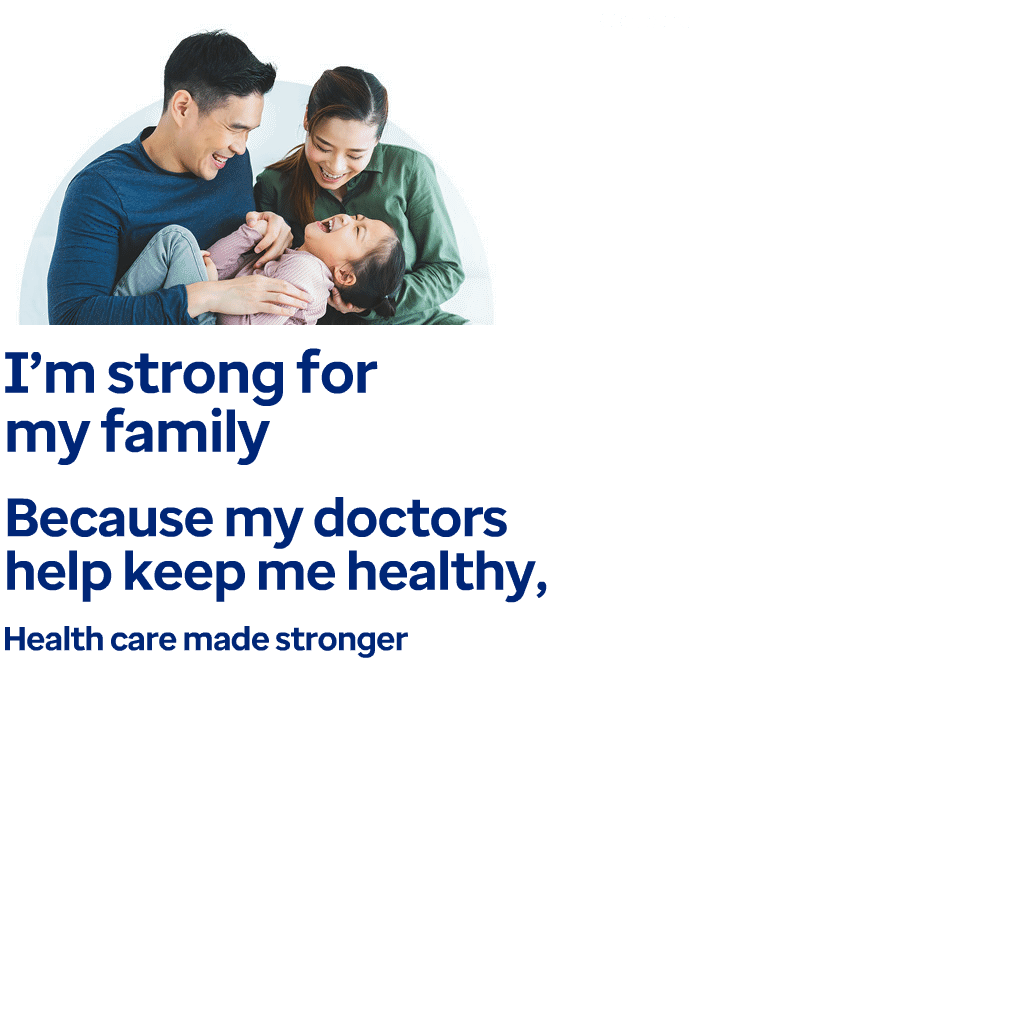 I’m strong for
my family
Because my doctors
help keep me healthy,
Health care made stronger